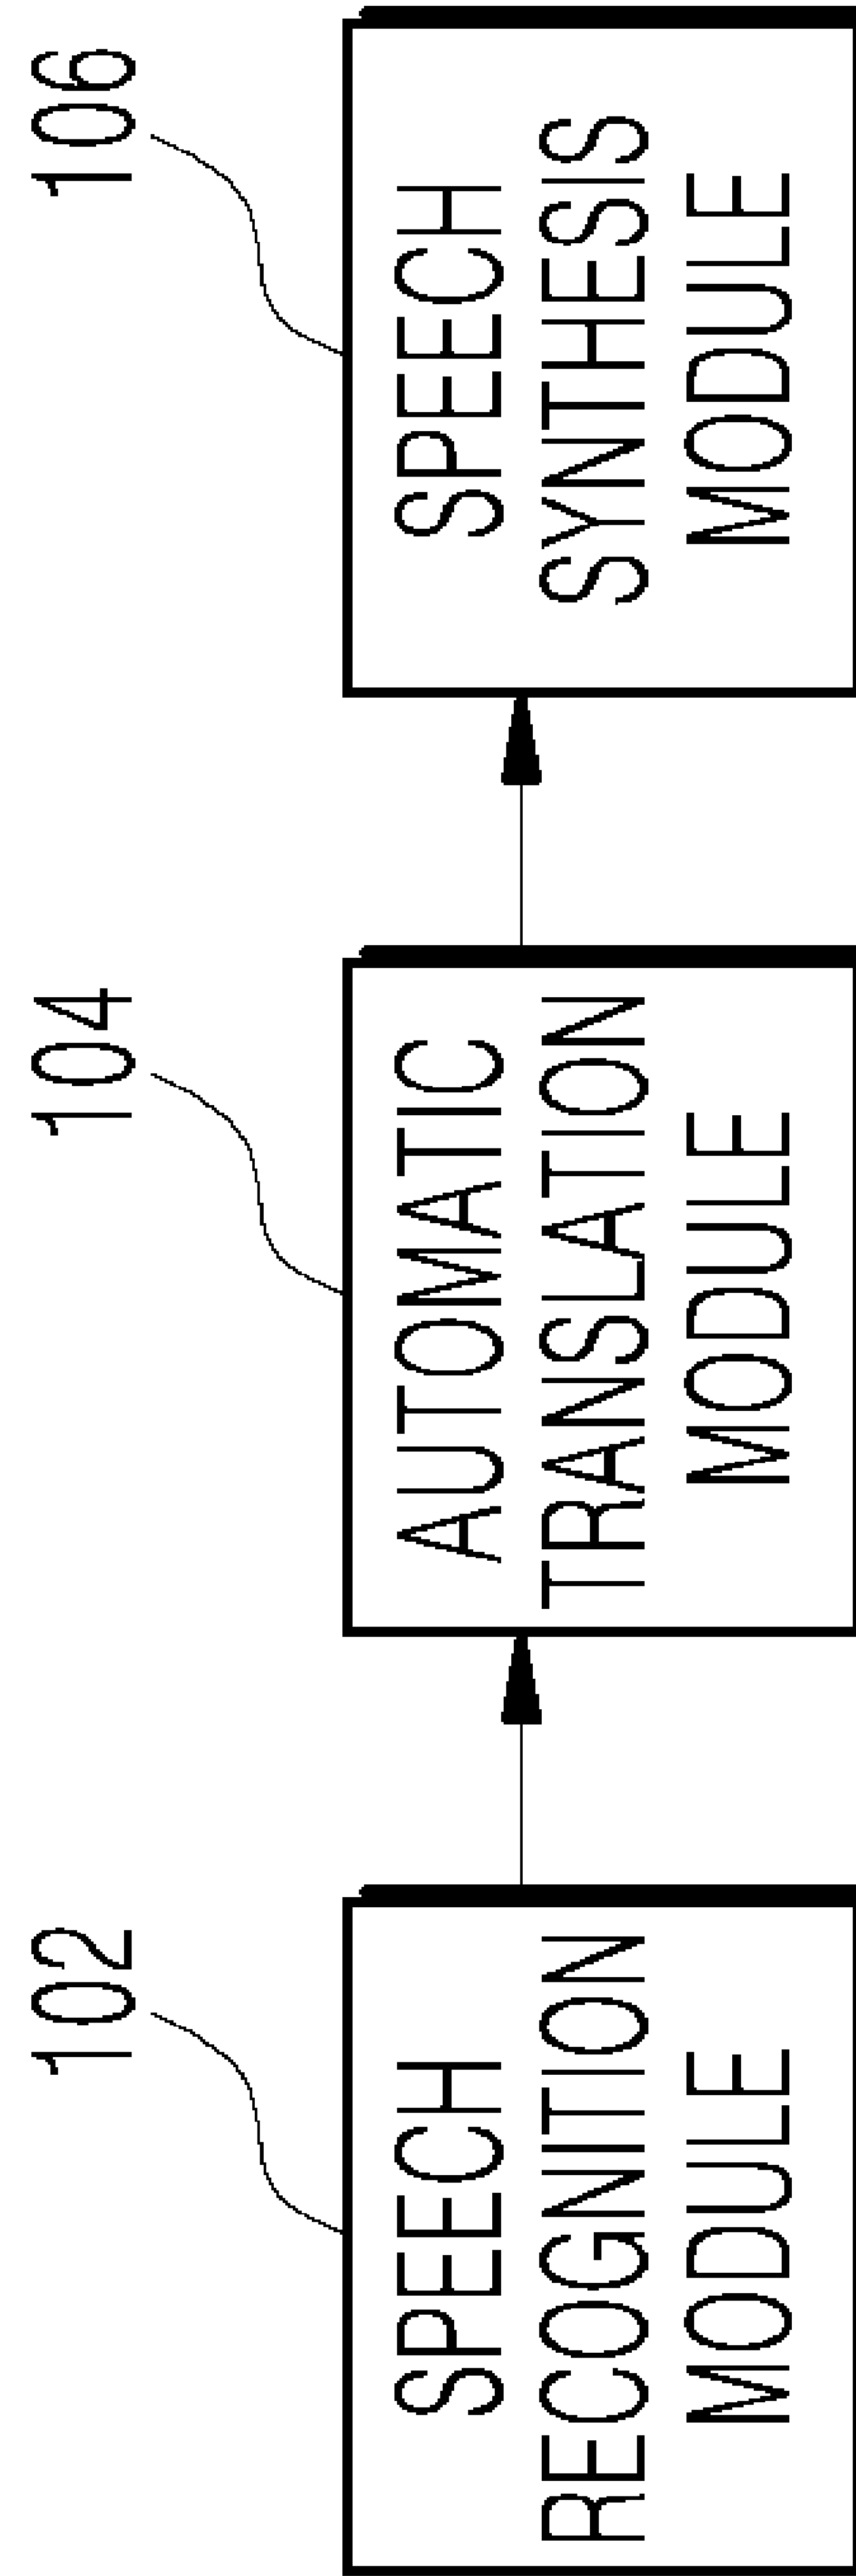 102
SPEECH
RECOGNITION
MODULE
104
AUTOMATIC
TRANSLATION
MODULE
106
SPEECH
SYNTHESIS
MODULE